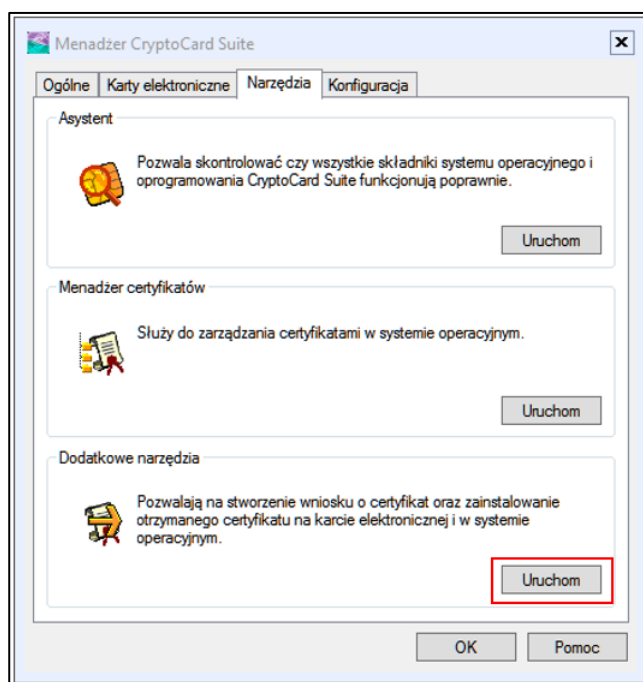 Menadżer CryptoCard Suite
Ogólne Karty elektroniczne Narzędzia Konfiguracja
Asystent
Pozwala skontrolować czy wszystkie składniki systemu operacyjnego i
oprogramowania CryptoCard Suite funkcjonują poprawnie.
Uruchom
Menadżer certyfikatów
Służy do zarządzania certyfikatami w systemie operacyjnym.
Uruchom
Dodatkowe narzędzia
Pozwalają na stworzenie wniosku o certyfikat oraz zainstalowanie
otrzymanego certyfikatu na karcie elektronicznej i w systemie
operacyjnym.
Uruchom
OK Pomoc